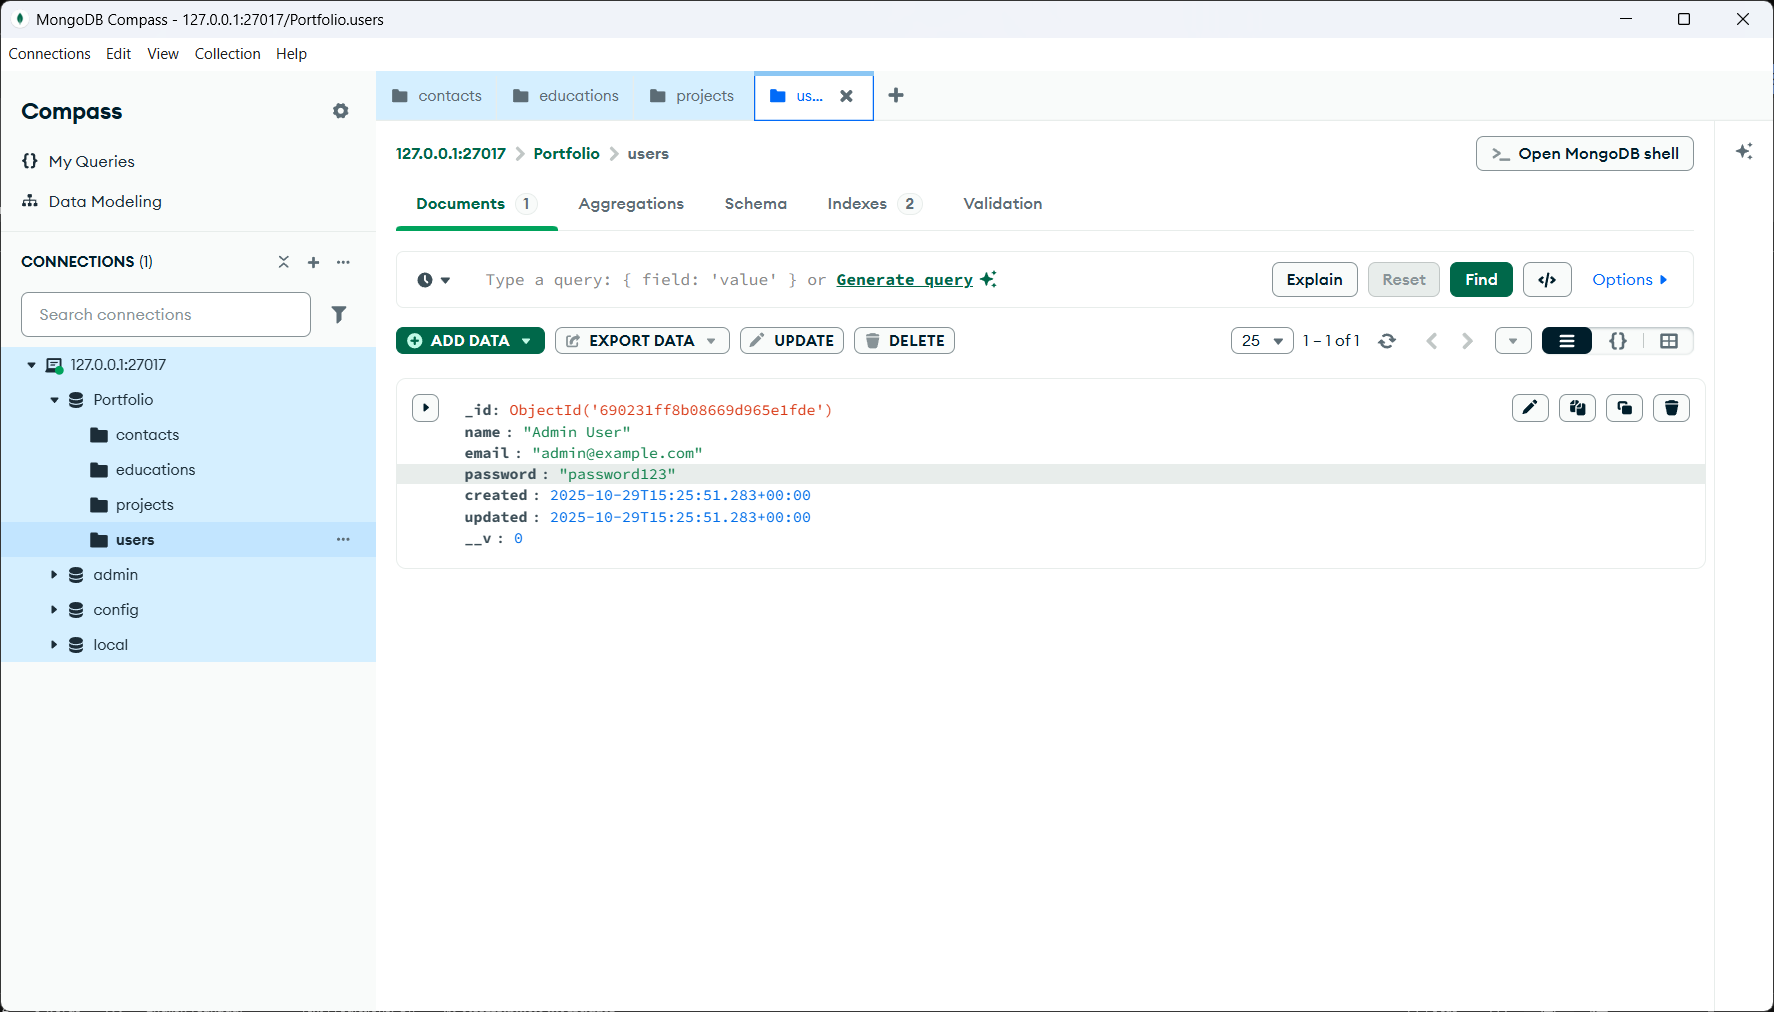 MongoDB Compass - 127.0.0.1:27017/Portfolio.users
Connections Edit View Collection Help
Compass
My Queries
Data Modeling
CONNECTIONS (1)
Search connections
127.0.0.1:27017
Portfolio
contacts
educations
projects
users
admin
config
local
contacts educations projects us...
127.0.0.1:27017 Portfolio users
>_ Open MongoDB shell
Documents 1 Aggregations Schema Indexes 2 Validation
Type a query: { field: 'value' } or Generate query
Explain Reset Find </> Options
ADD DATA EXPORT DATA UPDATE DELETE
25 1 – 1 of 1 {}
_id: ObjectId('690231ff8b08669d965e1fde')
name : "Admin User"
email : "admin@example.com"
password : "password123"
created : 2025-10-29T15:25:51.283+00:00
updated : 2025-10-29T15:25:51.283+00:00
__v : 0